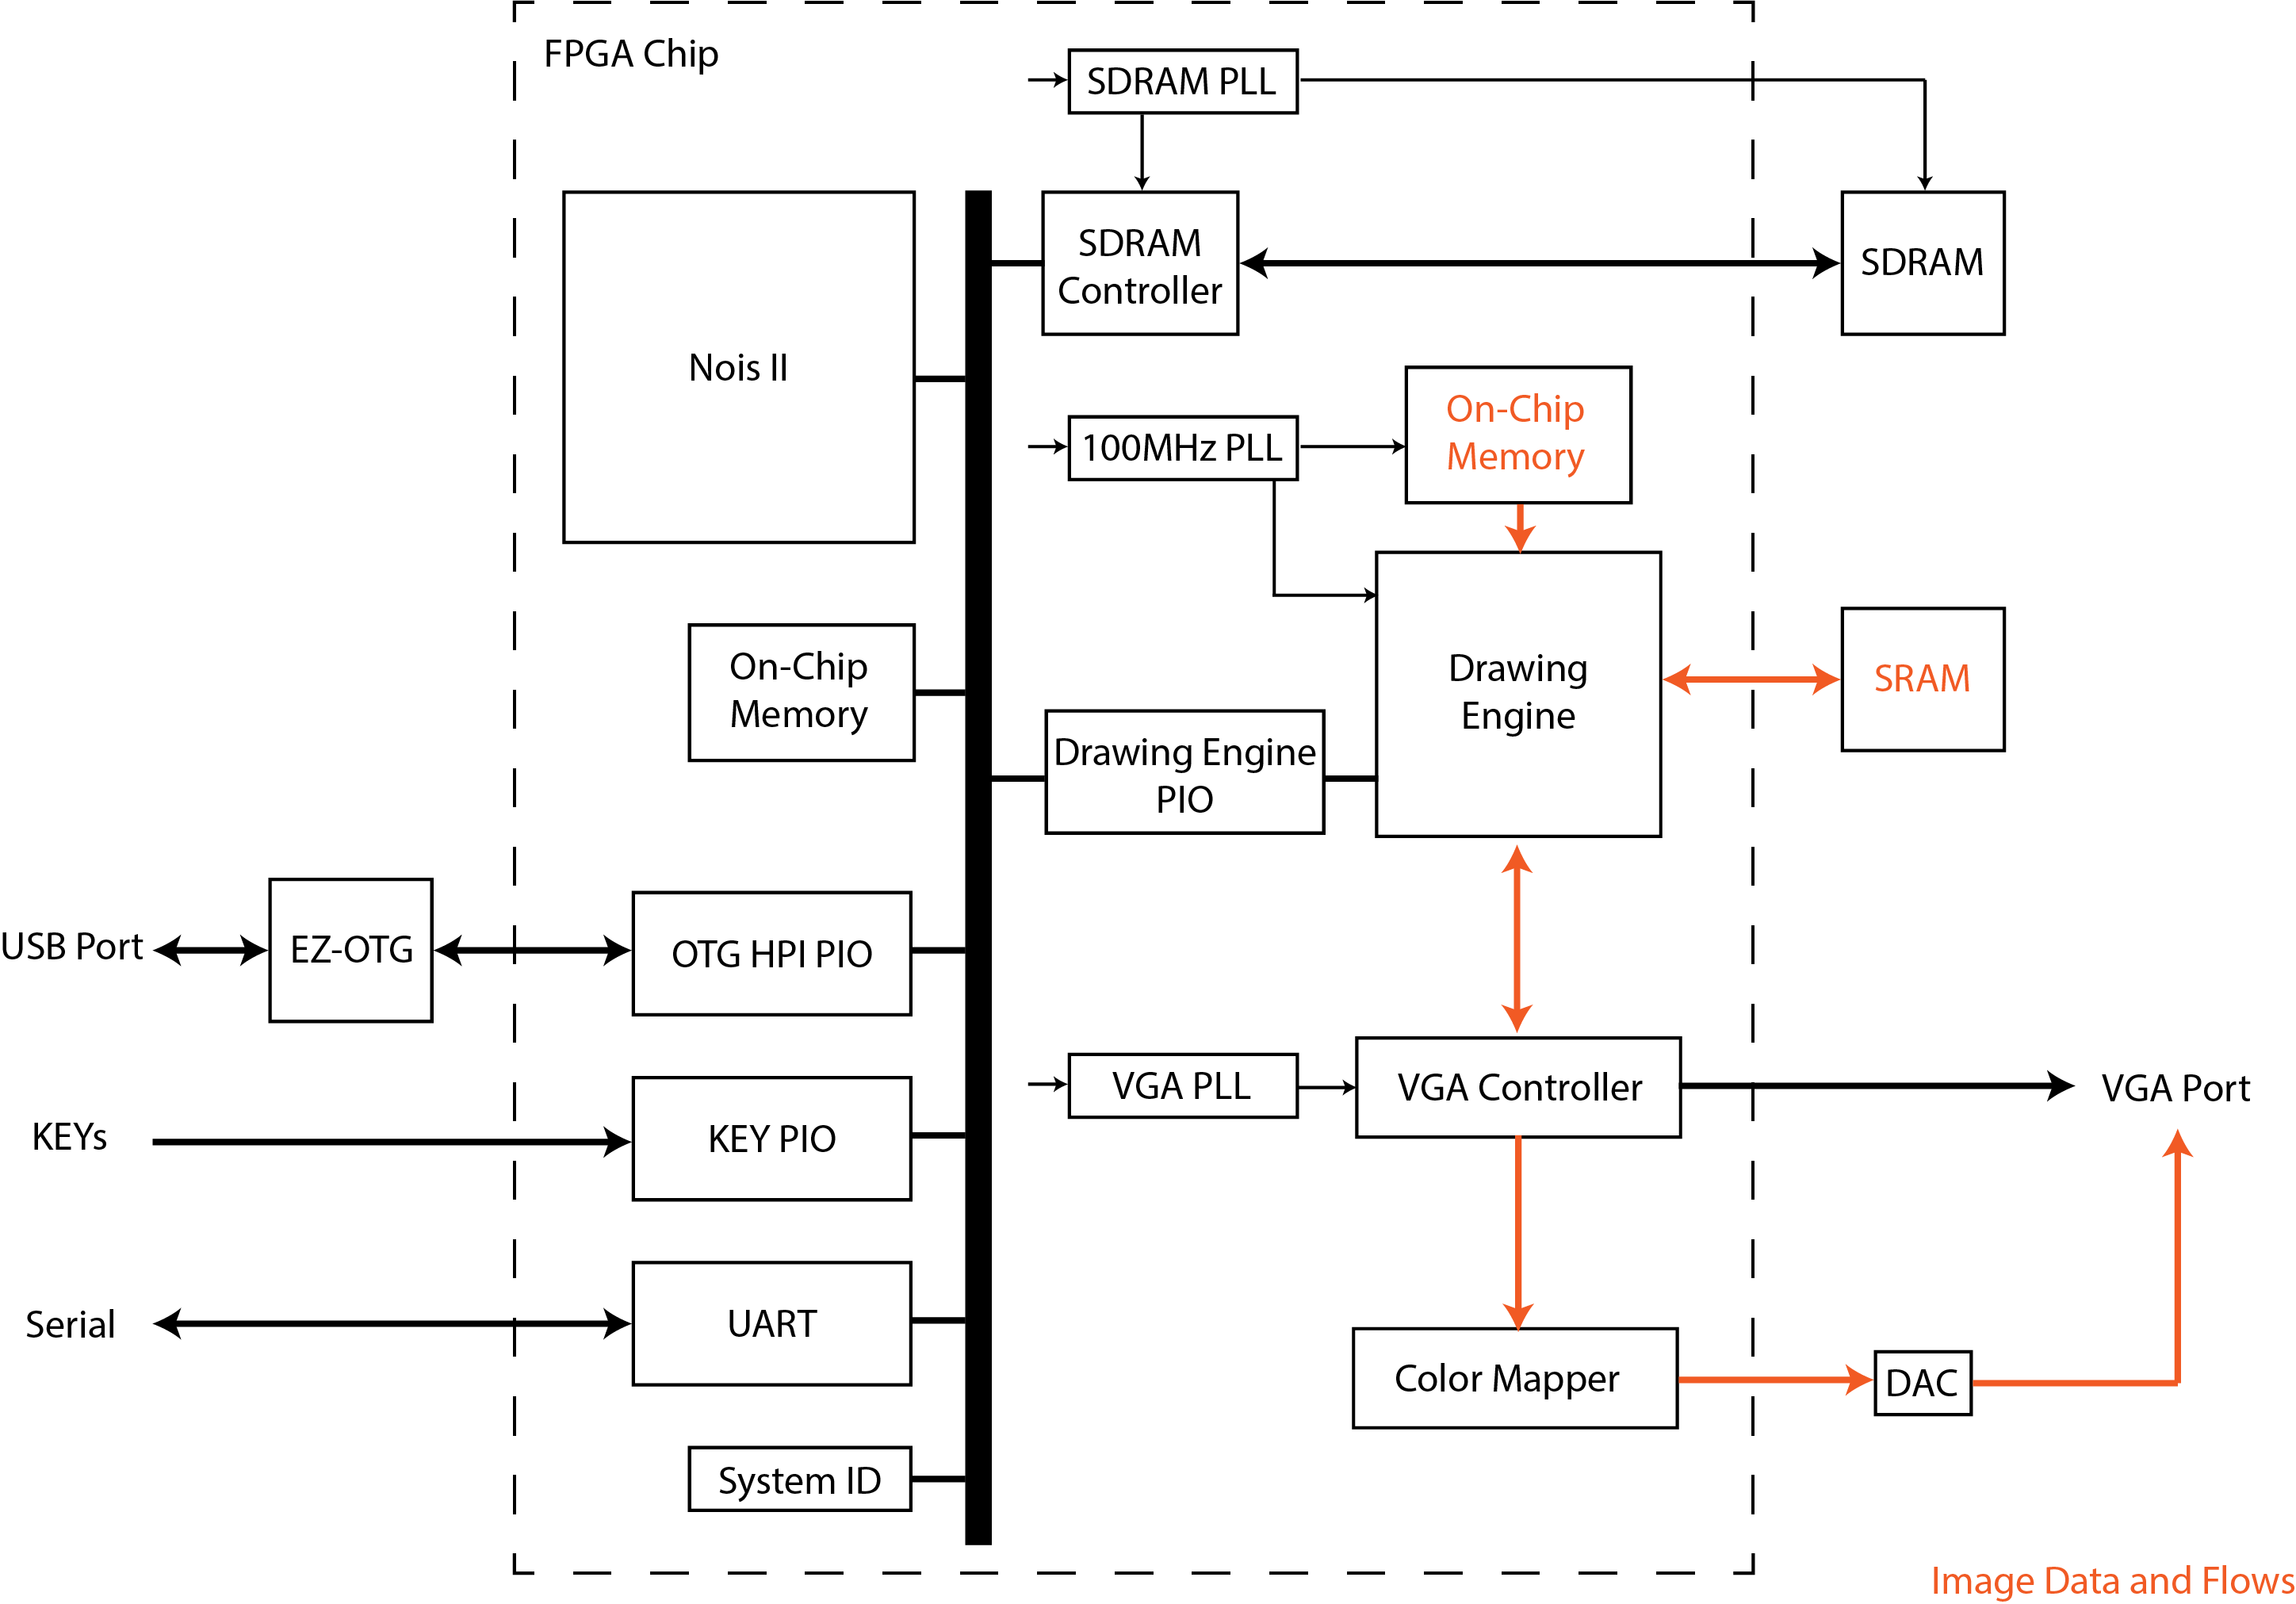 FPGA Chip
SDRAM PLL
SDRAM
Controller
SDRAM
Nois II
On-Chip
Memory
100MHz PLL
On-Chip
Memory
Drawing
Engine
SRAM
Drawing Engine
PIO
USB Port
EZ-OTG
OTG HPI PIO
KEYs
KEY PIO
VGA PLL
VGA Controller
VGA Port
Serial
UART
Color Mapper
DAC
System ID
Image Data and Flows